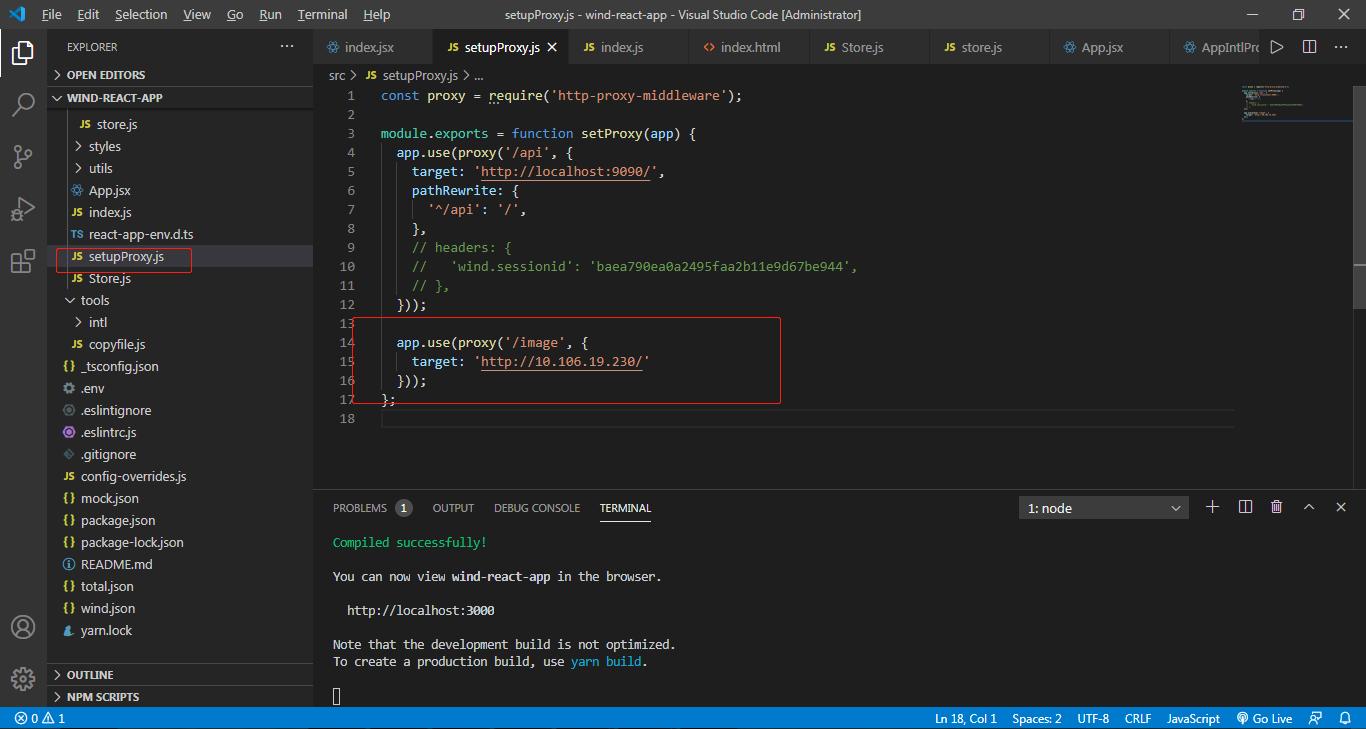 File Edit Selection View Go Run Terminal Help
setupProxy.js - wind-react-app - Visual Studio Code [Administrator]
EXPLORER
OPEN EDITORS
WIND-REACT-APP
JS store.js
styles
utils
App.jsx
JS index.js
TS react-app-env.d.ts
JS setupProxy.js
JS Store.js
tools
intl
JS copyfile.js
{} _tsconfig.json
.env
.eslintignore
.eslintrc.js
.gitignore
JS config-overrides.js
{} mock.json
{} package.json
{} package-lock.json
README.md
{} total.json
{} wind.json
yarn.lock
OUTLINE
NPM SCRIPTS
index.jsx JS setupProxy.js JS index.js <> index.html JS Store.js JS store.js App.jsx AppIntlPro
src > JS setupProxy.js > ...
1 const proxy = require('http-proxy-middleware');
2
3 module.exports = function setProxy(app) {
4 app.use(proxy('/api', {
5 target: 'http://localhost:9090/',
6 pathRewrite: {
7 '^/api': '/',
8 },
9 // headers: {
10 // 'wind.sessionid': 'baea790ea0a2495faa2b11e9d67be944',
11 // },
12 }));
13
14 app.use(proxy('/image', {
15 target: 'http://10.106.19.230/'
16 }));
17 };
18
PROBLEMS 1 OUTPUT DEBUG CONSOLE TERMINAL
1: node
Compiled successfully!
You can now view wind-react-app in the browser.
http://localhost:3000
Note that the development build is not optimized.
To create a production build, use yarn build.
0 1
Ln 18, Col 1 Spaces: 2 UTF-8 CRLF JavaScript Go Live